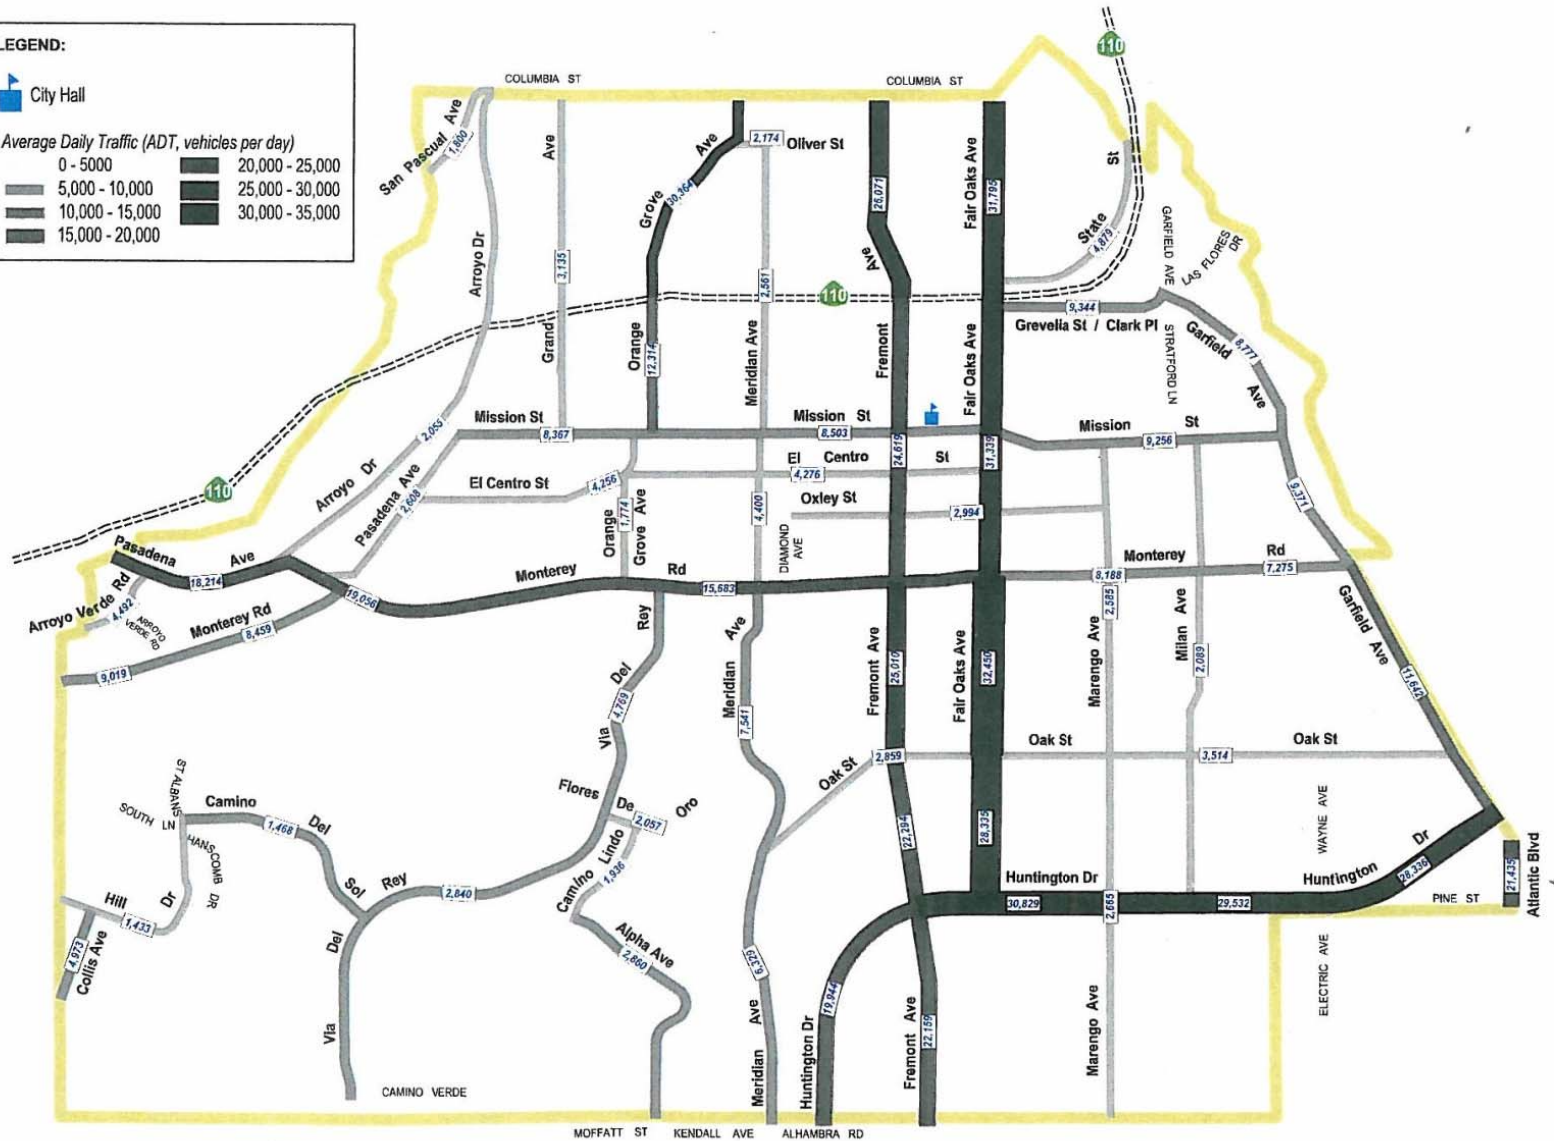 LEGEND:
City Hall
Average Daily Traffic (ADT, vehicles per day)
0 - 5000
20,000 - 25,000
5,000 - 10,000
25,000 - 30,000
10,000 - 15,000
30,000 - 35,000
15,000 - 20,000
110
COLUMBIA ST
COLUMBIA ST
San Pascual Ave
1,800
Ave
Ave
2,174
Oliver St
Fair Oaks Ave
St
Grove
30,364
26,071
31,795
State
4,879
GARFIELD AVE
LAS FLORES DR
Arroyo Dr
3,135
2,561
Ave
110
9,344
Grevelia St / Clark Pl
Garfield
8,777
Ave
STRATFORD LN
Grand
Orange
12,314
Meridian Ave
Fremont
Fair Oaks Ave
Mission St
8,367
Mission St
8,503
Mission St
9,256
2,055
24,619
31,339
El Centro St
4,276
110
Arroyo Dr
Pasadena Ave
2,608
El Centro St
4,256
Oxley St
2,994
9,371
Orange Grove Ave
1,774
4,400
DIAMOND AVE
Pasadena Ave
18,214
19,056
Monterey Rd
15,683
Monterey Rd
8,188
7,275
Arroyo Verde Rd
4,492
ARROYO VERDE RD
Monterey Rd
8,459
9,019
Via Del Rey
4,769
Meridian Ave
7,541
Fremont Ave
25,010
Fair Oaks Ave
32,450
Marengo Ave
2,585
Milan Ave
2,089
Garfield Ave
11,642
Oak St
2,859
Oak St
3,514
Oak St
Flores De Oro
2,057
Camino Lindo
1,936
ST ALBANS
SOUTH LN
HANSCOMB DR
Camino Del Sol
1,468
Via Del Rey
2,840
22,294
28,335
WAYNE AVE
Huntington Dr
30,829
2,665
29,532
Huntington Dr
28,336
21,435
Atlantic Blvd
PINE ST
Hill Dr
1,433
4,973
Collis Ave
Alpha Ave
2,860
6,329
Meridian Ave
19,944
Huntington Dr
Fremont Ave
22,159
Marengo Ave
ELECTRIC AVE
CAMINO VERDE
MOFFATT ST
KENDALL AVE
ALHAMBRA RD